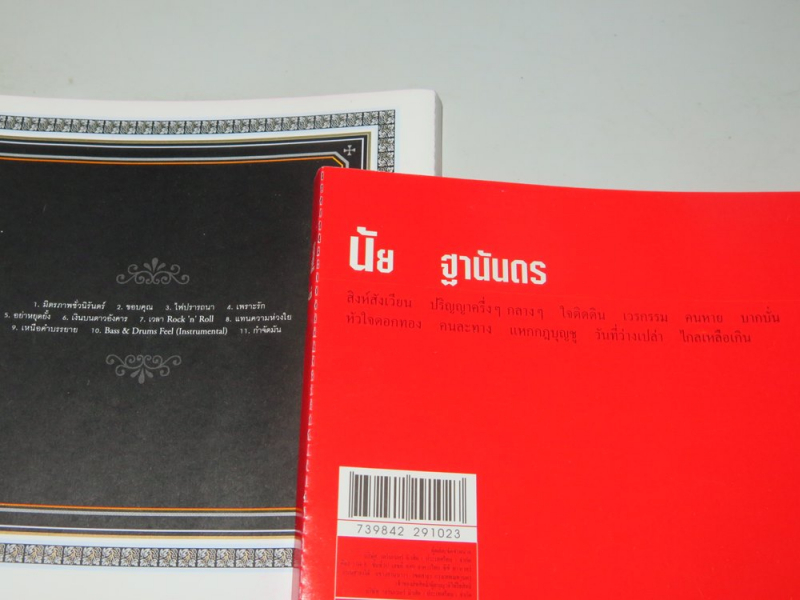 1. มิตรภาพชั่วนิรันดร์ 2. ขอบคุณ 3. ไฟปรารถนา 4. เพราะรัก
5. อย่าหยุดยั้ง 6. เงินบนดาวอังคาร 7. เวลา Rock 'n' Roll 8. แทนความห่วงใย
9. เหนือคำบรรยาย 10. Bass & Drums Feel (Instrumental) 11. กำจัดมัน
นัย ฐานันดร
สิงห์สังเวียน ปริญญาครึ่งๆ กลางๆ ใจติดดิน เวรกรรม คนหาย บากบั่น
หัวใจดอกทอง คนละทาง แหกกฎบุญชู วันที่ว่างเปล่า ใกลเหลือเกิน
739842 291023